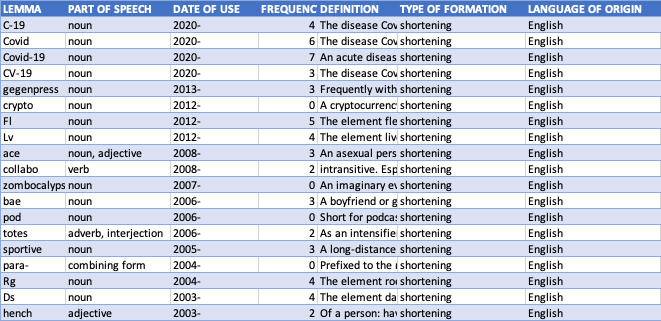 LEMMA PART OF SPEECH DATE OF USE FREQUENC DEFINITION TYPE OF FORMATION LANGUAGE OF ORIGIN
C-19 noun 2020- 4 The disease Cov shortening English
Covid noun 2020- 6 The disease Cov shortening English
Covid-19 noun 2020- 7 An acute diseas shortening English
CV-19 noun 2020- 3 The disease Cov shortening English
gegenpress noun 2013- 3 Frequently with shortening English
crypto noun 2012- 0 A cryptocurrenc shortening English
Fl noun 2012- 5 The element fle shortening English
Lv noun 2012- 4 The element liv shortening English
ace noun, adjective 2008- 3 An asexual pers shortening English
collabo verb 2008- 2 intransitive. Esp shortening English
zombocalyps noun 2007- 0 An imaginary ev shortening English
bae noun 2006- 3 A boyfriend or g shortening English
pod noun 2006- 0 Short for podca shortening English
totes adverb, interjection 2006- 2 As an intensifie shortening English
sportive noun 2005- 3 A long-distance shortening English
para- combining form 2004- 0 Prefixed to the shortening English
Rg noun 2004- 4 The element ro shortening English
Ds noun 2003- 4 The element da shortening English
hench adjective 2003- 2 Of a person: hav shortening English